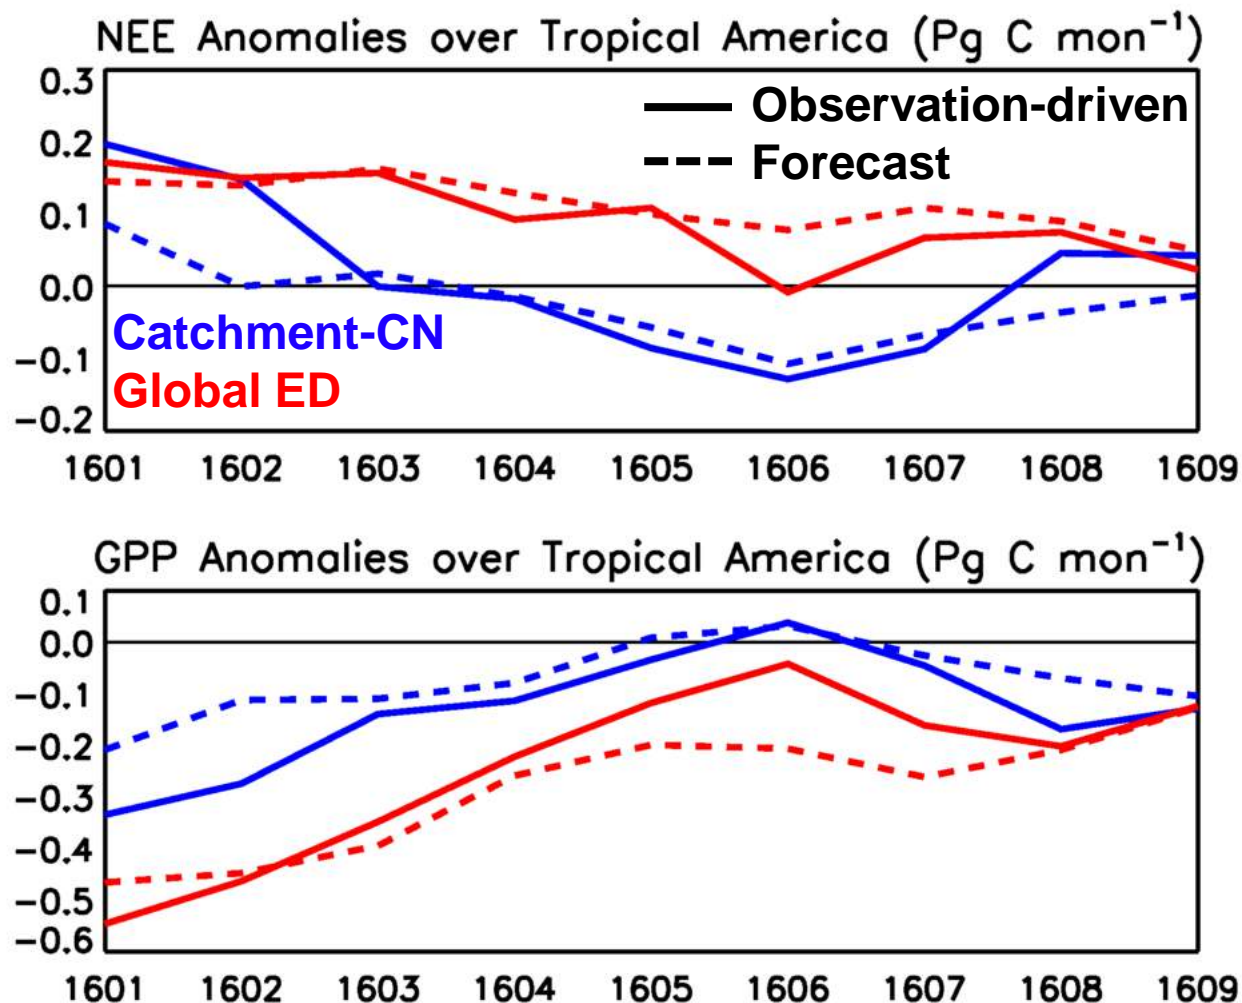 NEE Anomalies over Tropical America (Pg C mon⁻¹)
0.3
0.2
0.1
0.0
−0.1
−0.2
Observation-driven
Forecast
Catchment-CN
Global ED
1601 1602 1603 1604 1605 1606 1607 1608 1609
GPP Anomalies over Tropical America (Pg C mon⁻¹)
0.1
0.0
−0.1
−0.2
−0.3
−0.4
−0.5
−0.6
1601 1602 1603 1604 1605 1606 1607 1608 1609